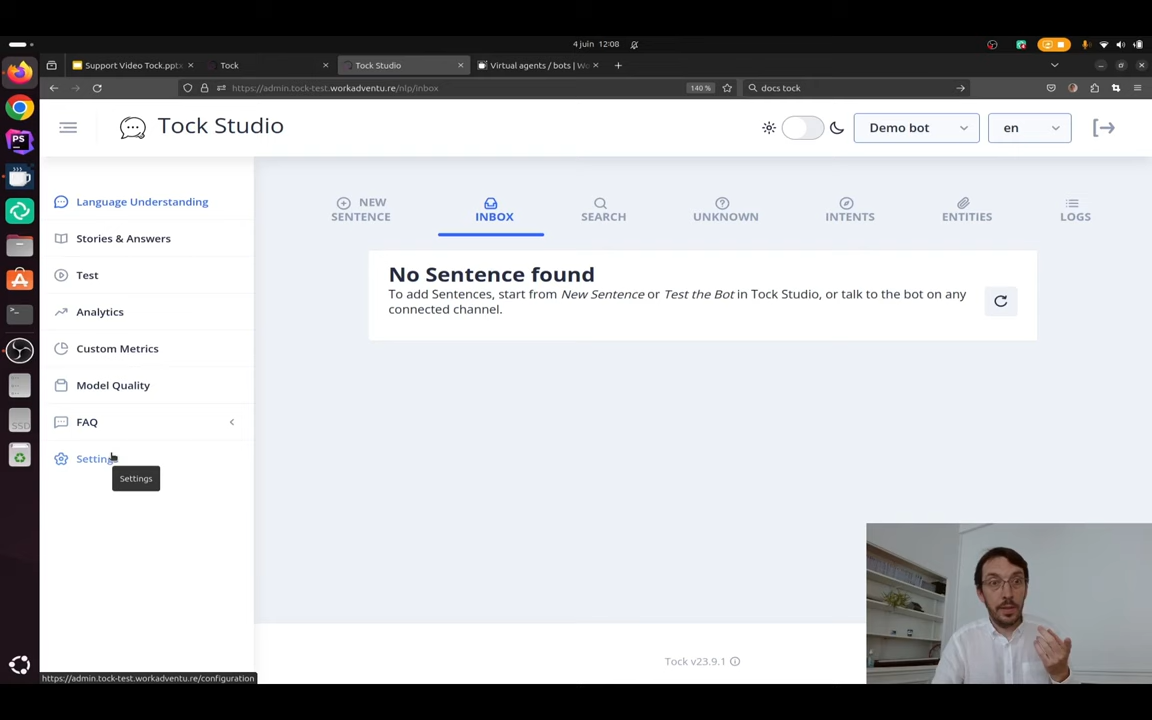 4 juin 12:08
Support Video Tock.pptx
Tock
Tock Studio
Virtual agents / bots | Wo
https://admin.tock-test.workadventu.re/nlp/inbox
140 %
docs tock
Tock Studio
Demo bot
en
Language Understanding
Stories & Answers
Test
Analytics
Custom Metrics
Model Quality
FAQ
Settings
Settings
NEW SENTENCE
INBOX
SEARCH
UNKNOWN
INTENTS
ENTITIES
LOGS
No Sentence found
To add Sentences, start from New Sentence or Test the Bot in Tock Studio, or talk to the bot on any
connected channel.
PS
SSD
Tock v23.9.1
https://admin.tock-test.workadventu.re/configuration